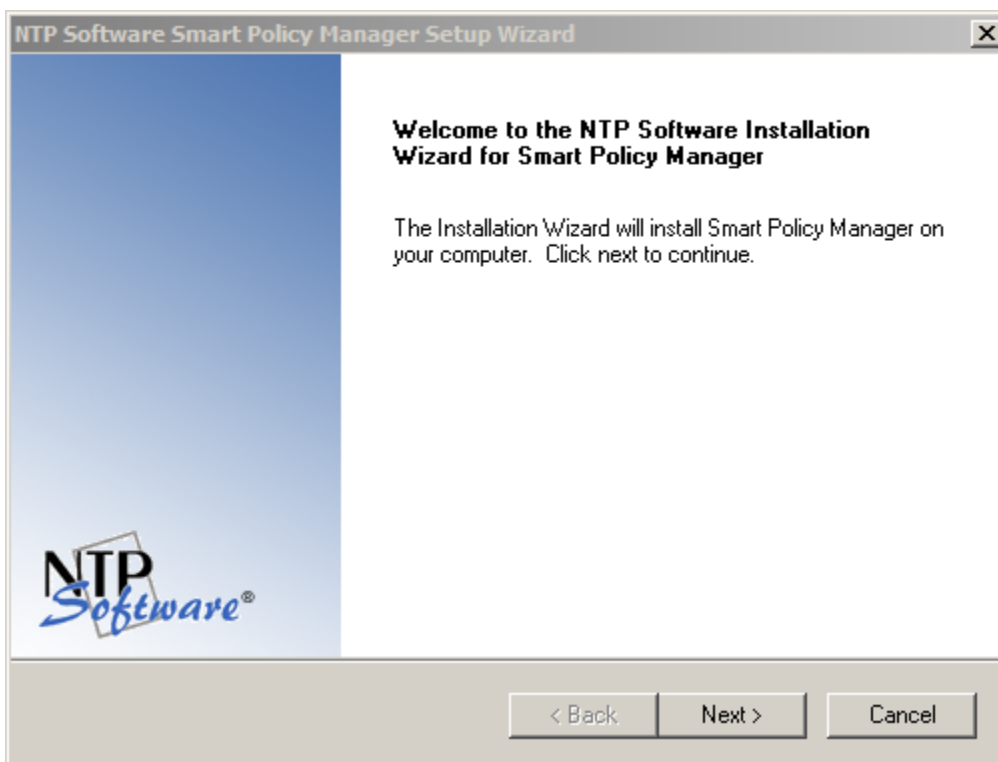 NTP Software Smart Policy Manager Setup Wizard
Welcome to the NTP Software Installation
Wizard for Smart Policy Manager
The Installation Wizard will install Smart Policy Manager on
your computer.  Click next to continue.
NTP
Software®
< Back
Next >
Cancel